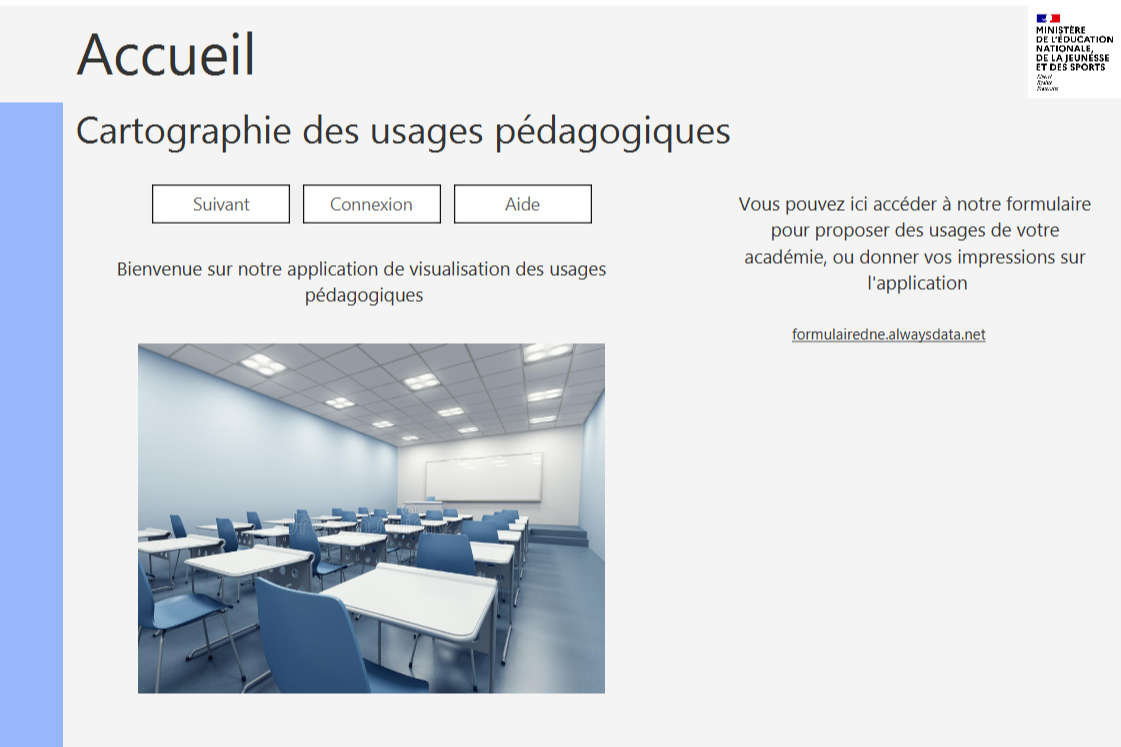 Accueil
MINISTÈRE
DE L'ÉDUCATION
NATIONALE,
DE LA JEUNESSE
ET DES SPORTS
Liberté
Égalité
Fraternité
Cartographie des usages pédagogiques
Suivant
Connexion
Aide
Bienvenue sur notre application de visualisation des usages
pédagogiques
Vous pouvez ici accéder à notre formulaire
pour proposer des usages de votre
académie, ou donner vos impressions sur
l'application
formulairedne.alwaysdata.net